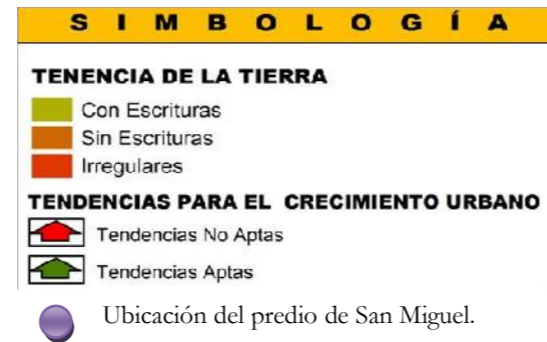 SIMBOLOGÍA
TENENCIA DE LA TIERRA
Con Escrituras
Sin Escrituras
Irregulares
TENDENCIAS PARA EL CRECIMIENTO URBANO
Tendencias No Aptas
Tendencias Aptas
Ubicación del predio de San Miguel.